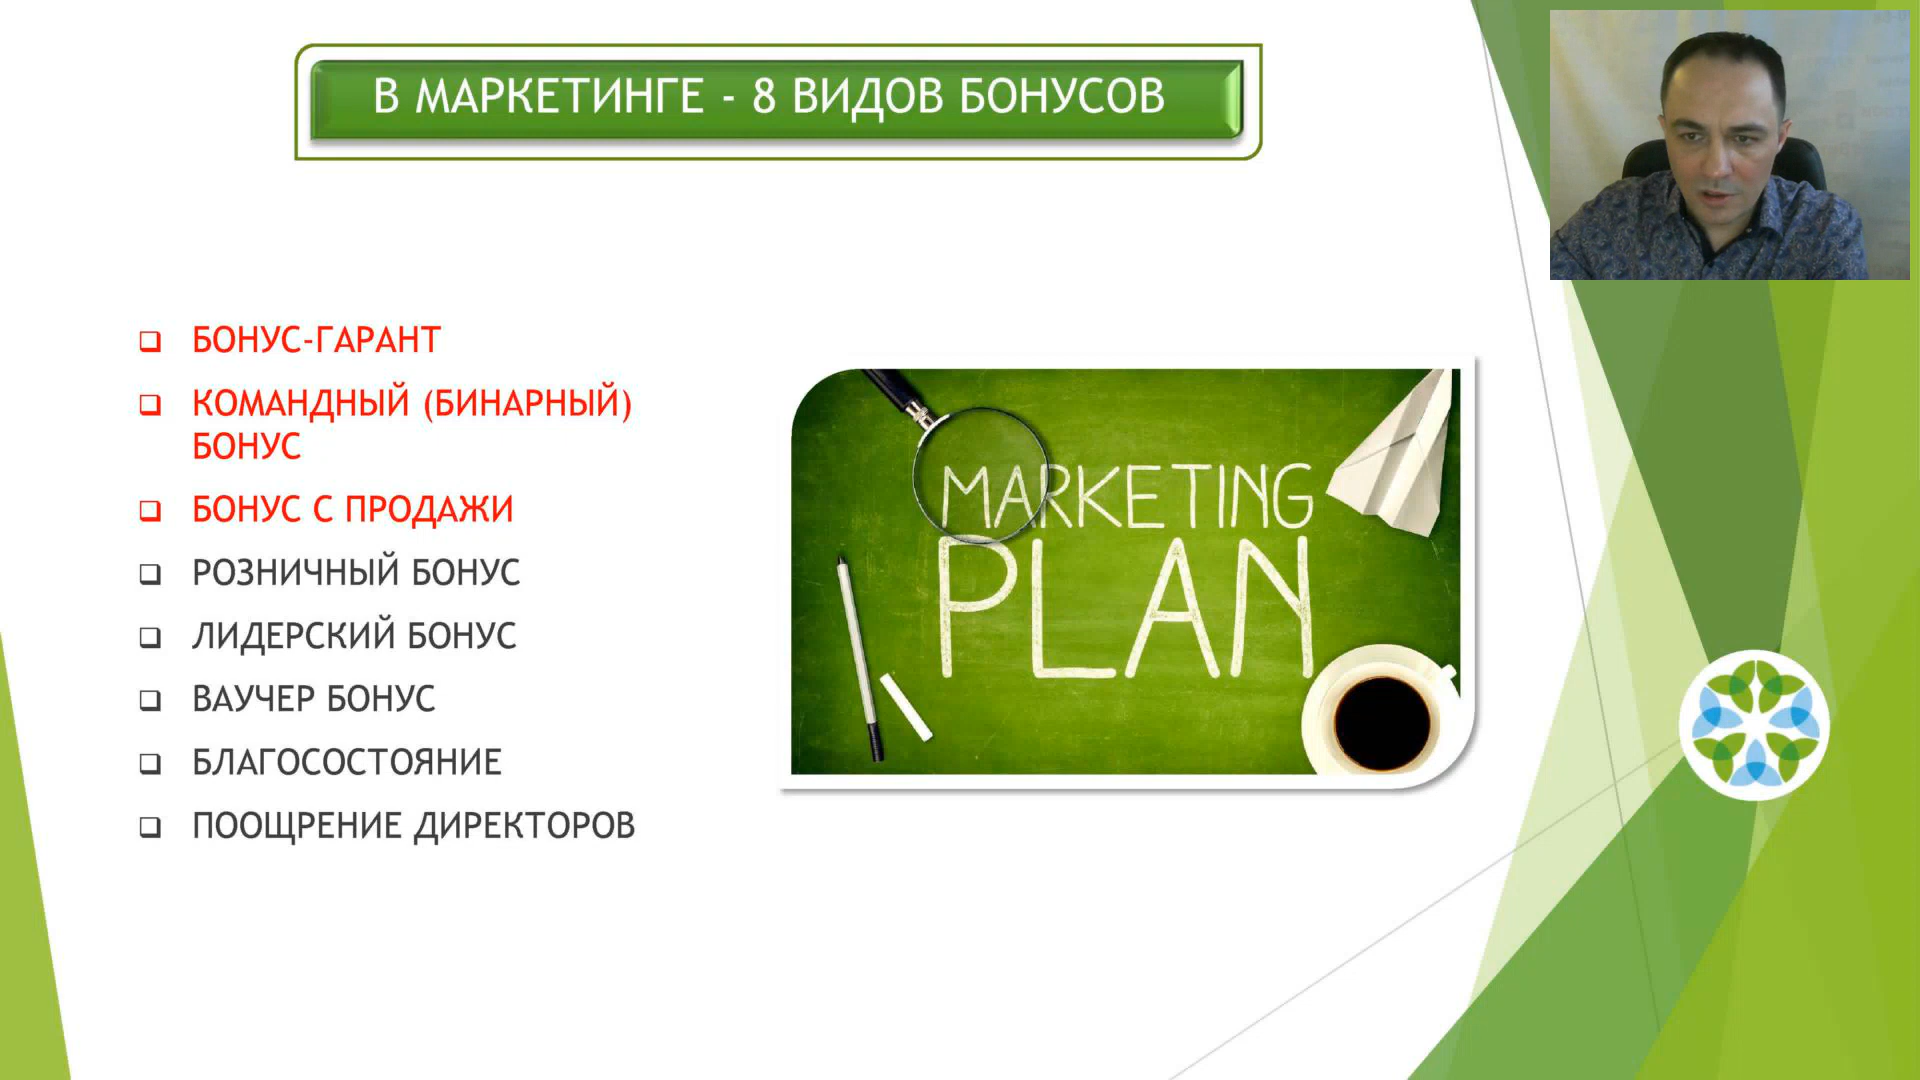 В МАРКЕТИНГЕ - 8 ВИДОВ БОНУСОВ
БОНУС-ГАРАНТ
КОМАНДНЫЙ (БИНАРНЫЙ)
БОНУС
БОНУС С ПРОДАЖИ
РОЗНИЧНЫЙ БОНУС
ЛИДЕРСКИЙ БОНУС
ВАУЧЕР БОНУС
БЛАГОСОСТОЯНИЕ
ПООЩРЕНИЕ ДИРЕКТОРОВ
MARKETING
PLAN